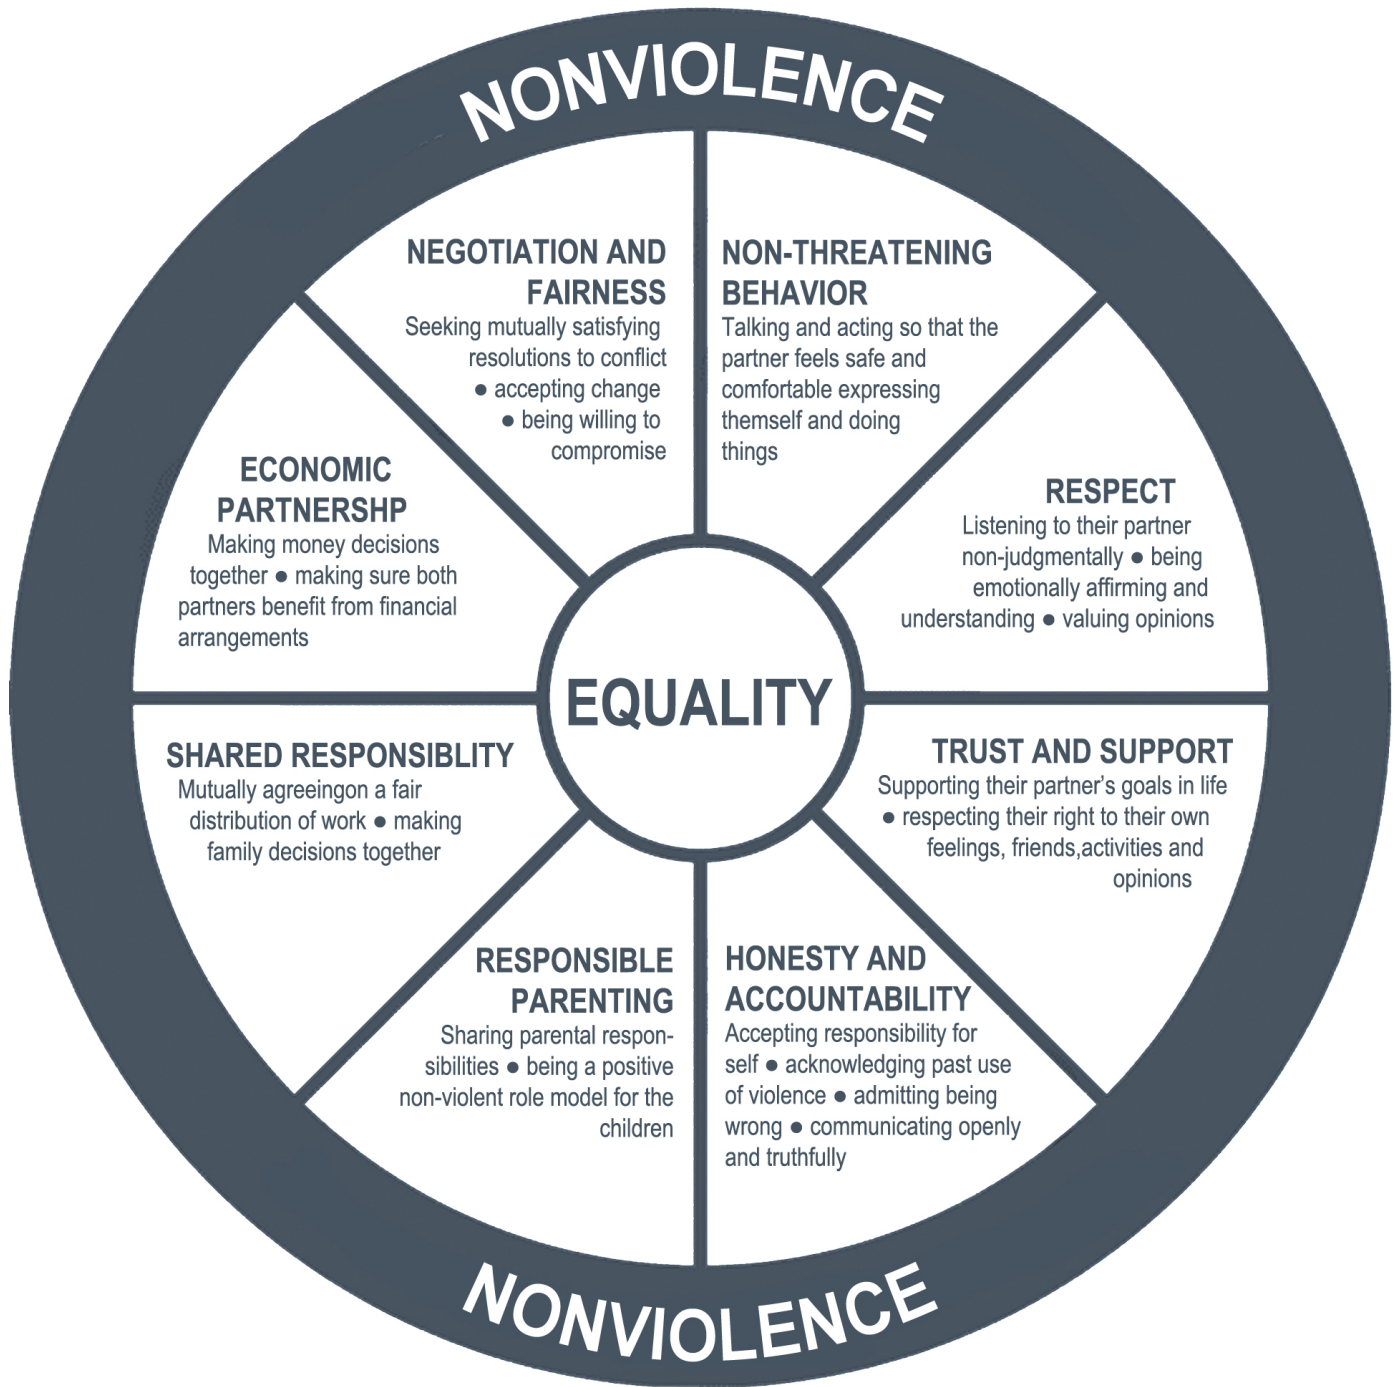 NONVIOLENCE
NEGOTIATION AND
FAIRNESS
Seeking mutually satisfying
resolutions to conflict
● accepting change
● being willing to
compromise
NON-THREATENING
BEHAVIOR
Talking and acting so that the
partner feels safe and
comfortable expressing
themself and doing
things
ECONOMIC
PARTNERSHP
Making money decisions
together ● making sure both
partners benefit from financial
arrangements
RESPECT
Listening to their partner
non-judgmentally ● being
emotionally affirming and
understanding ● valuing opinions
EQUALITY
SHARED RESPONSIBLITY
Mutually agreeingon a fair
distribution of work ● making
family decisions together
TRUST AND SUPPORT
Supporting their partner’s goals in life
● respecting their right to their own
feelings, friends,activities and
opinions
RESPONSIBLE
PARENTING
Sharing parental respon-
sibilities ● being a positive
non-violent role model for the
children
HONESTY AND
ACCOUNTABILITY
Accepting responsibility for
self ● acknowledging past use
of violence ● admitting being
wrong ● communicating openly
and truthfully
NONVIOLENCE